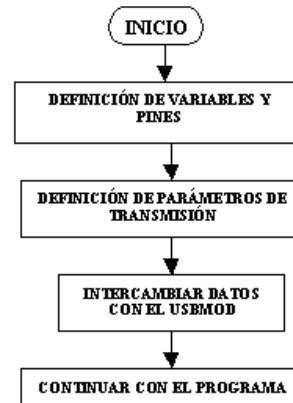 INICIO
DEFINICIÓN DE VARIABLES Y
PINES
DEFINICIÓN DE PARÁMETROS DE
TRANSMISIÓN
INTERCAMBIAR DATOS
CON EL USBMOD
CONTINUAR CON EL PROGRAMA